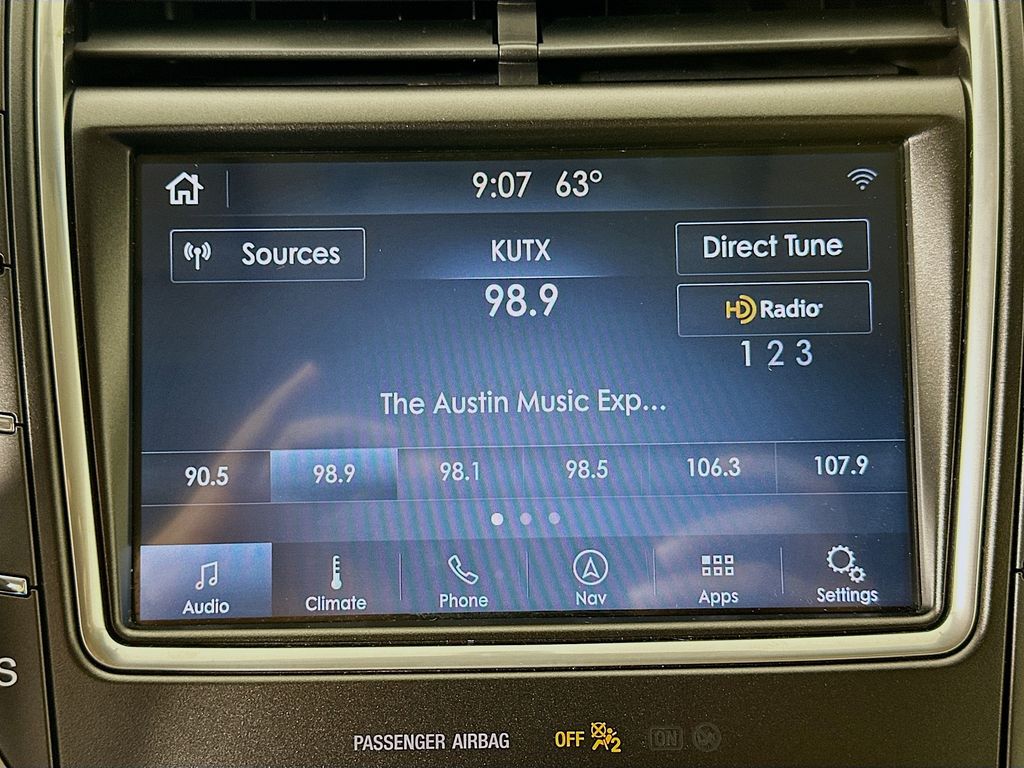 9:07 63°
Sources
KUTX
Direct Tune
98.9
HD Radio
1 2 3
The Austin Music Exp...
90.5 98.9 98.1 98.5 106.3 107.9
Audio Climate Phone Nav Apps Settings
S
PASSENGER AIRBAG OFF 2 ON